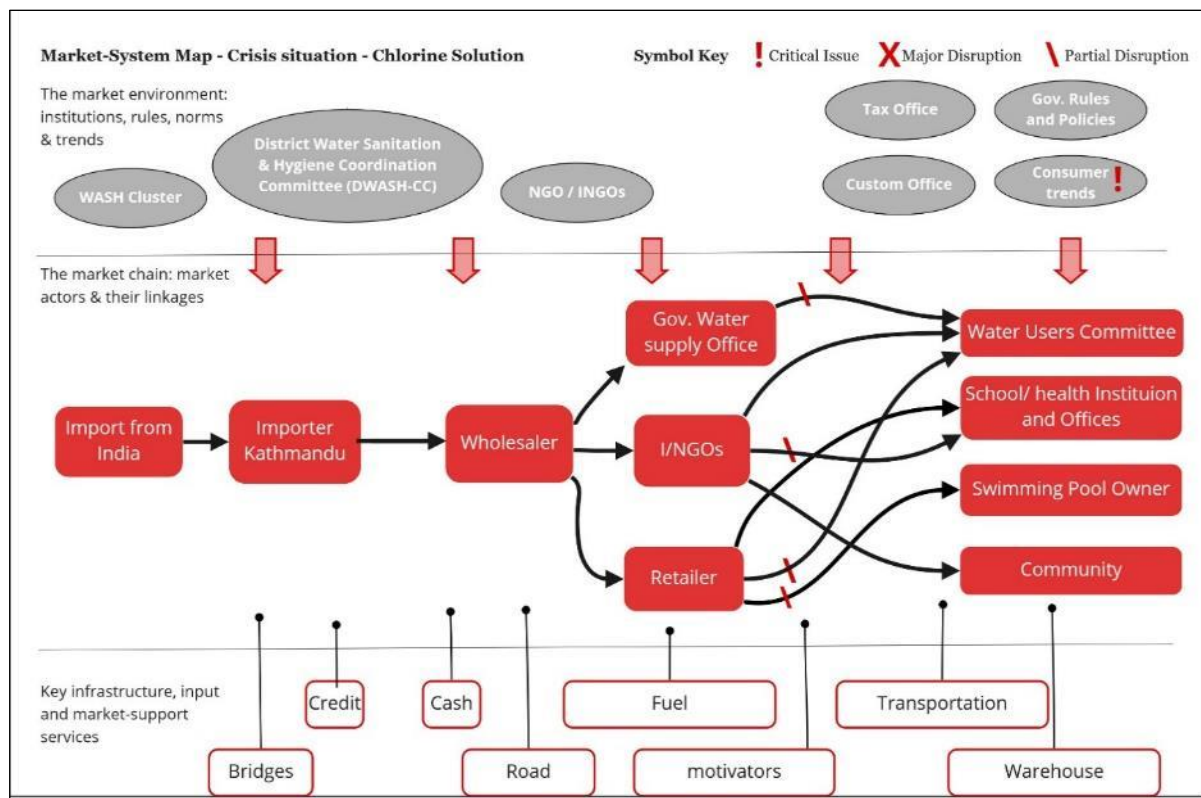 Market-System Map - Crisis situation - Chlorine Solution
Symbol Key
! Critical Issue
X Major Disruption
\ Partial Disruption
The market environment:
institutions, rules, norms
& trends
WASH Cluster
District Water Sanitation
& Hygiene Coordination
Committee (DWASH-CC)
NGO / INGOs
Tax Office
Gov. Rules
and Policies
Custom Office
Consumer
trends !
The market chain: market
actors & their linkages
Import from
India
Importer
Kathmandu
Wholesaler
Gov. Water
supply Office
I/NGOs
Retailer
Water Users Committee
School/ health Instituion
and Offices
Swimming Pool Owner
Community
Key infrastructure, input
and market-support
services
Credit
Cash
Fuel
Transportation
Bridges
Road
motivators
Warehouse